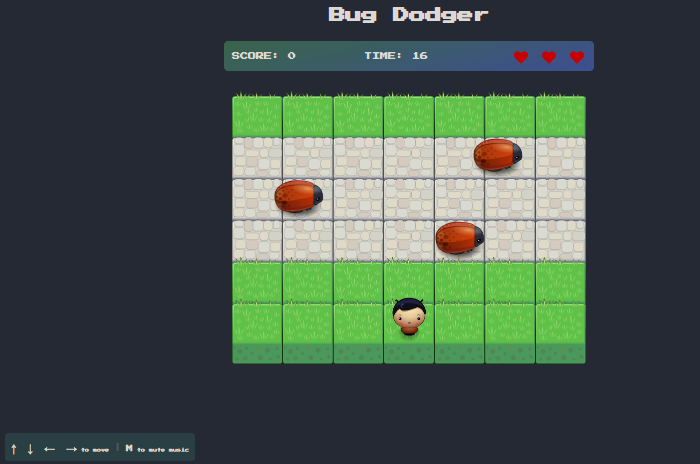 Bug Dodger
SCORE: 0 TIME: 16
↑ ↓ ← → to move | M to mute music